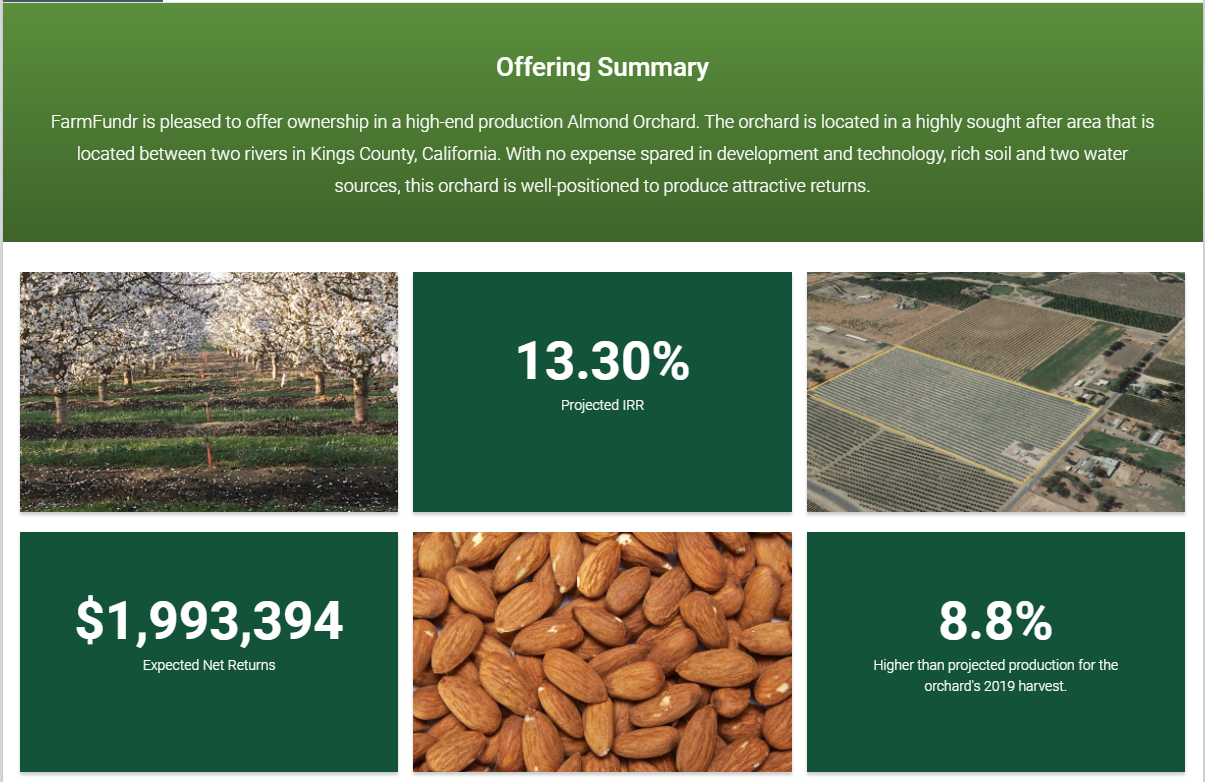 Offering Summary
FarmFundr is pleased to offer ownership in a high-end production Almond Orchard. The orchard is located in a highly sought after area that is
located between two rivers in Kings County, California. With no expense spared in development and technology, rich soil and two water
sources, this orchard is well-positioned to produce attractive returns.
13.30%
Projected IRR
$1,993,394
Expected Net Returns
8.8%
Higher than projected production for the
orchard's 2019 harvest.